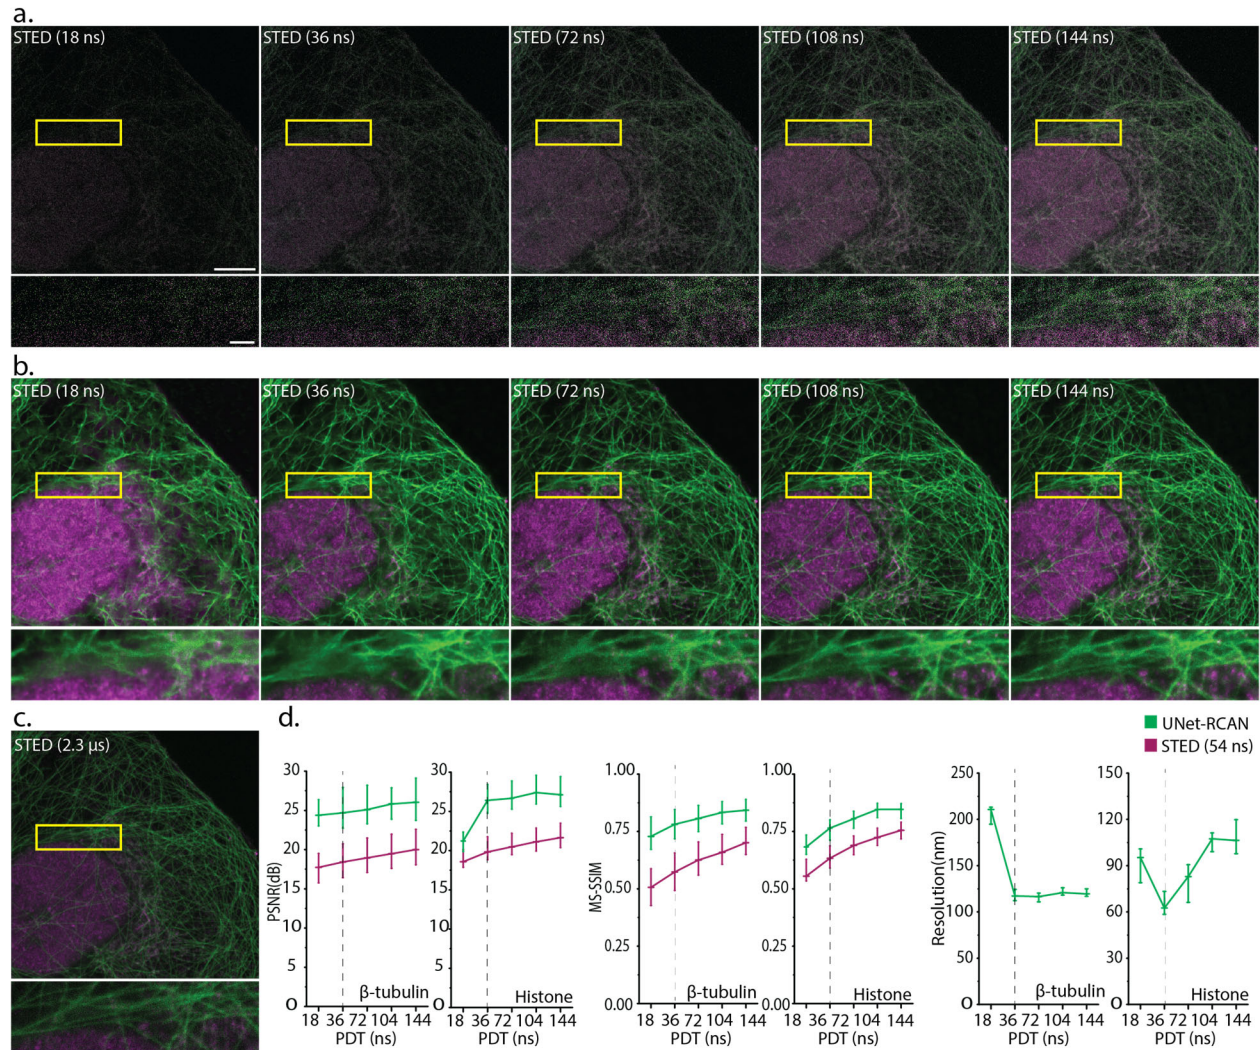 a.
STED (18 ns)
STED (36 ns)
STED (72 ns)
STED (108 ns)
STED (144 ns)
b.
STED (18 ns)
STED (36 ns)
STED (72 ns)
STED (108 ns)
STED (144 ns)
c.
STED (2.3 µs)
d.
UNet-RCAN
STED (54 ns)
PSNR(dB)
30
25
20
15
10
5
0
β-tubulin
18 36 72 104 144
PDT (ns)
30
25
20
15
10
5
0
Histone
18 36 72 104 144
PDT (ns)
MS-SSIM
1.00
0.75
0.50
0.25
0.00
β-tubulin
18 36 72 104 144
PDT (ns)
1.00
0.75
0.50
0.25
0.00
Histone
18 36 72 104 144
PDT (ns)
Resolution(nm)
250
200
150
100
50
0
β-tubulin
18 36 72 104 144
PDT (ns)
150
120
90
60
30
0
Histone
18 36 72 104 144
PDT (ns)